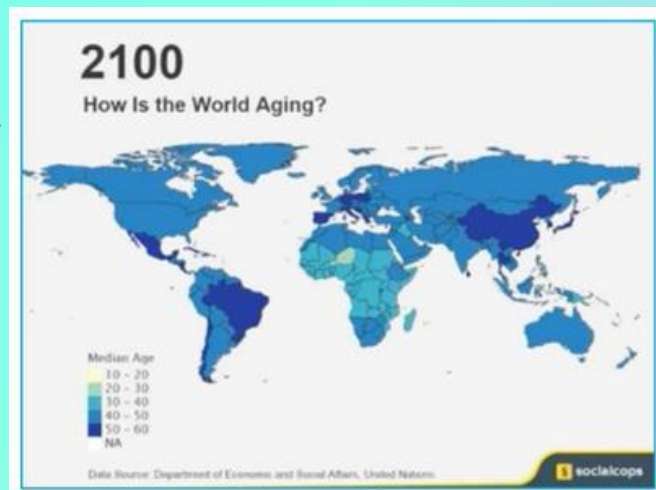 2100
How Is the World Aging?
Median Age
10 - 20
20 - 30
30 - 40
40 - 50
50 - 60
NA
Data Source: Department of Economic and Social Affairs, United Nations
socialcops